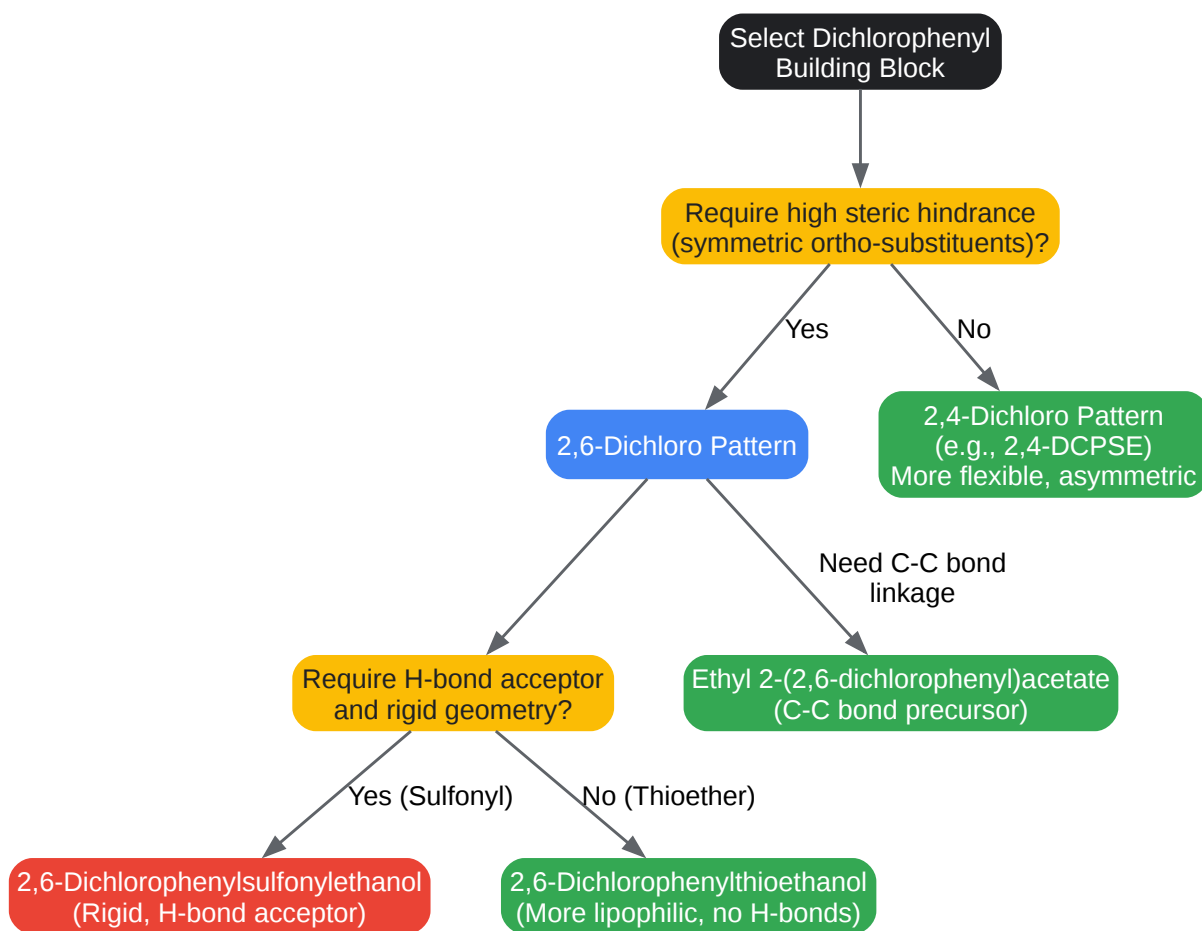 Select Dichlorophenyl
Building Block
Require high steric hindrance
(symmetric ortho-substituents)?
Yes
No
2,6-Dichloro Pattern
2,4-Dichloro Pattern
(e.g., 2,4-DCPSE)
More flexible, asymmetric
Need C-C bond
linkage
Require H-bond acceptor
and rigid geometry?
Ethyl 2-(2,6-dichlorophenyl)acetate
(C-C bond precursor)
Yes (Sulfonyl)
No (Thioether)
2,6-Dichlorophenylsulfonylethanol
(Rigid, H-bond acceptor)
2,6-Dichlorophenylthioethanol
(More lipophilic, no H-bonds)